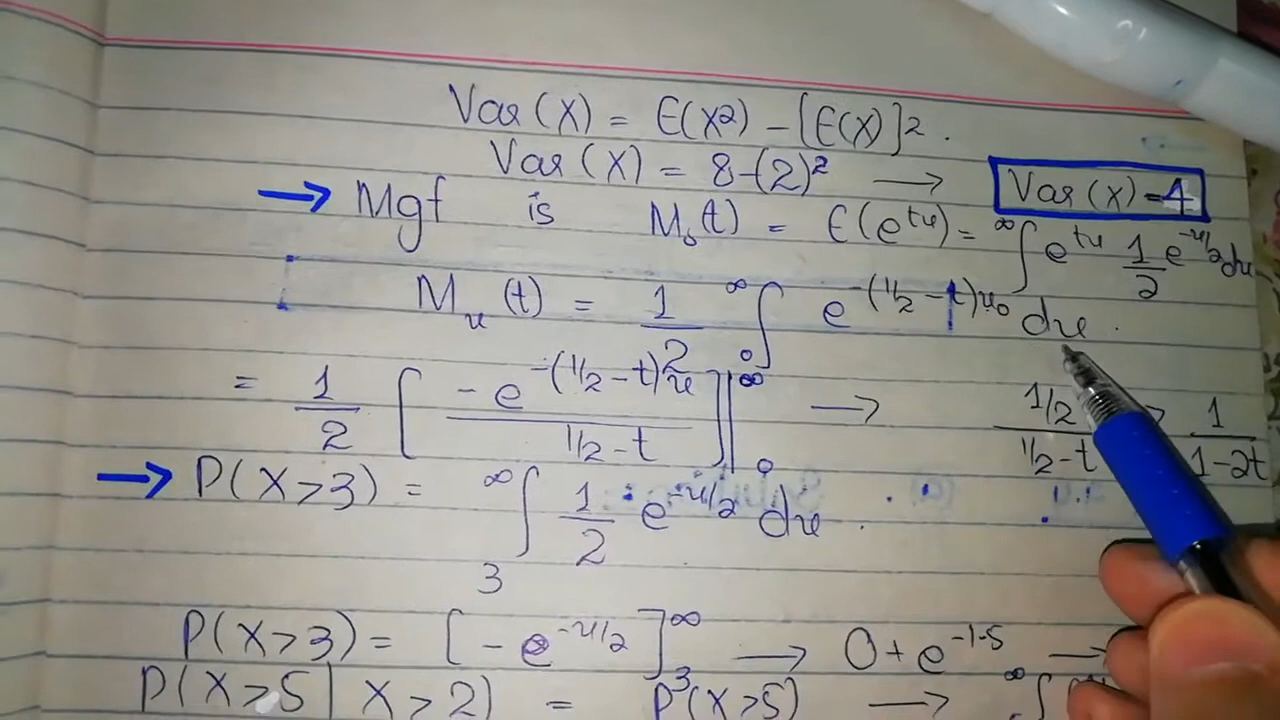 Var(X) = E(X²) - [E(X)]².
Var(X) = 8-(2)² → Var(X)=4
→ Mgf is M₀(t) = E(e^tx) = ∞∫ e^tx 1/2 e^-x/2 dx
Mₓ(t) = 1/2 ∞∫₀ e^-(1/2-t)x dx.
= 1/2 [-e^-(1/2-t)x / 1/2-t]|∞₀ → 1/2 / 1/2-t → 1/1-2t
→ P(X>3) = ∞∫₃ 1/2 e^-x/2 dx.
P(X>3) = [-e^-x/2]∞₃ → 0+e^-1.5 →
P(X>5| X>2) = P(X>5) → ∞∫